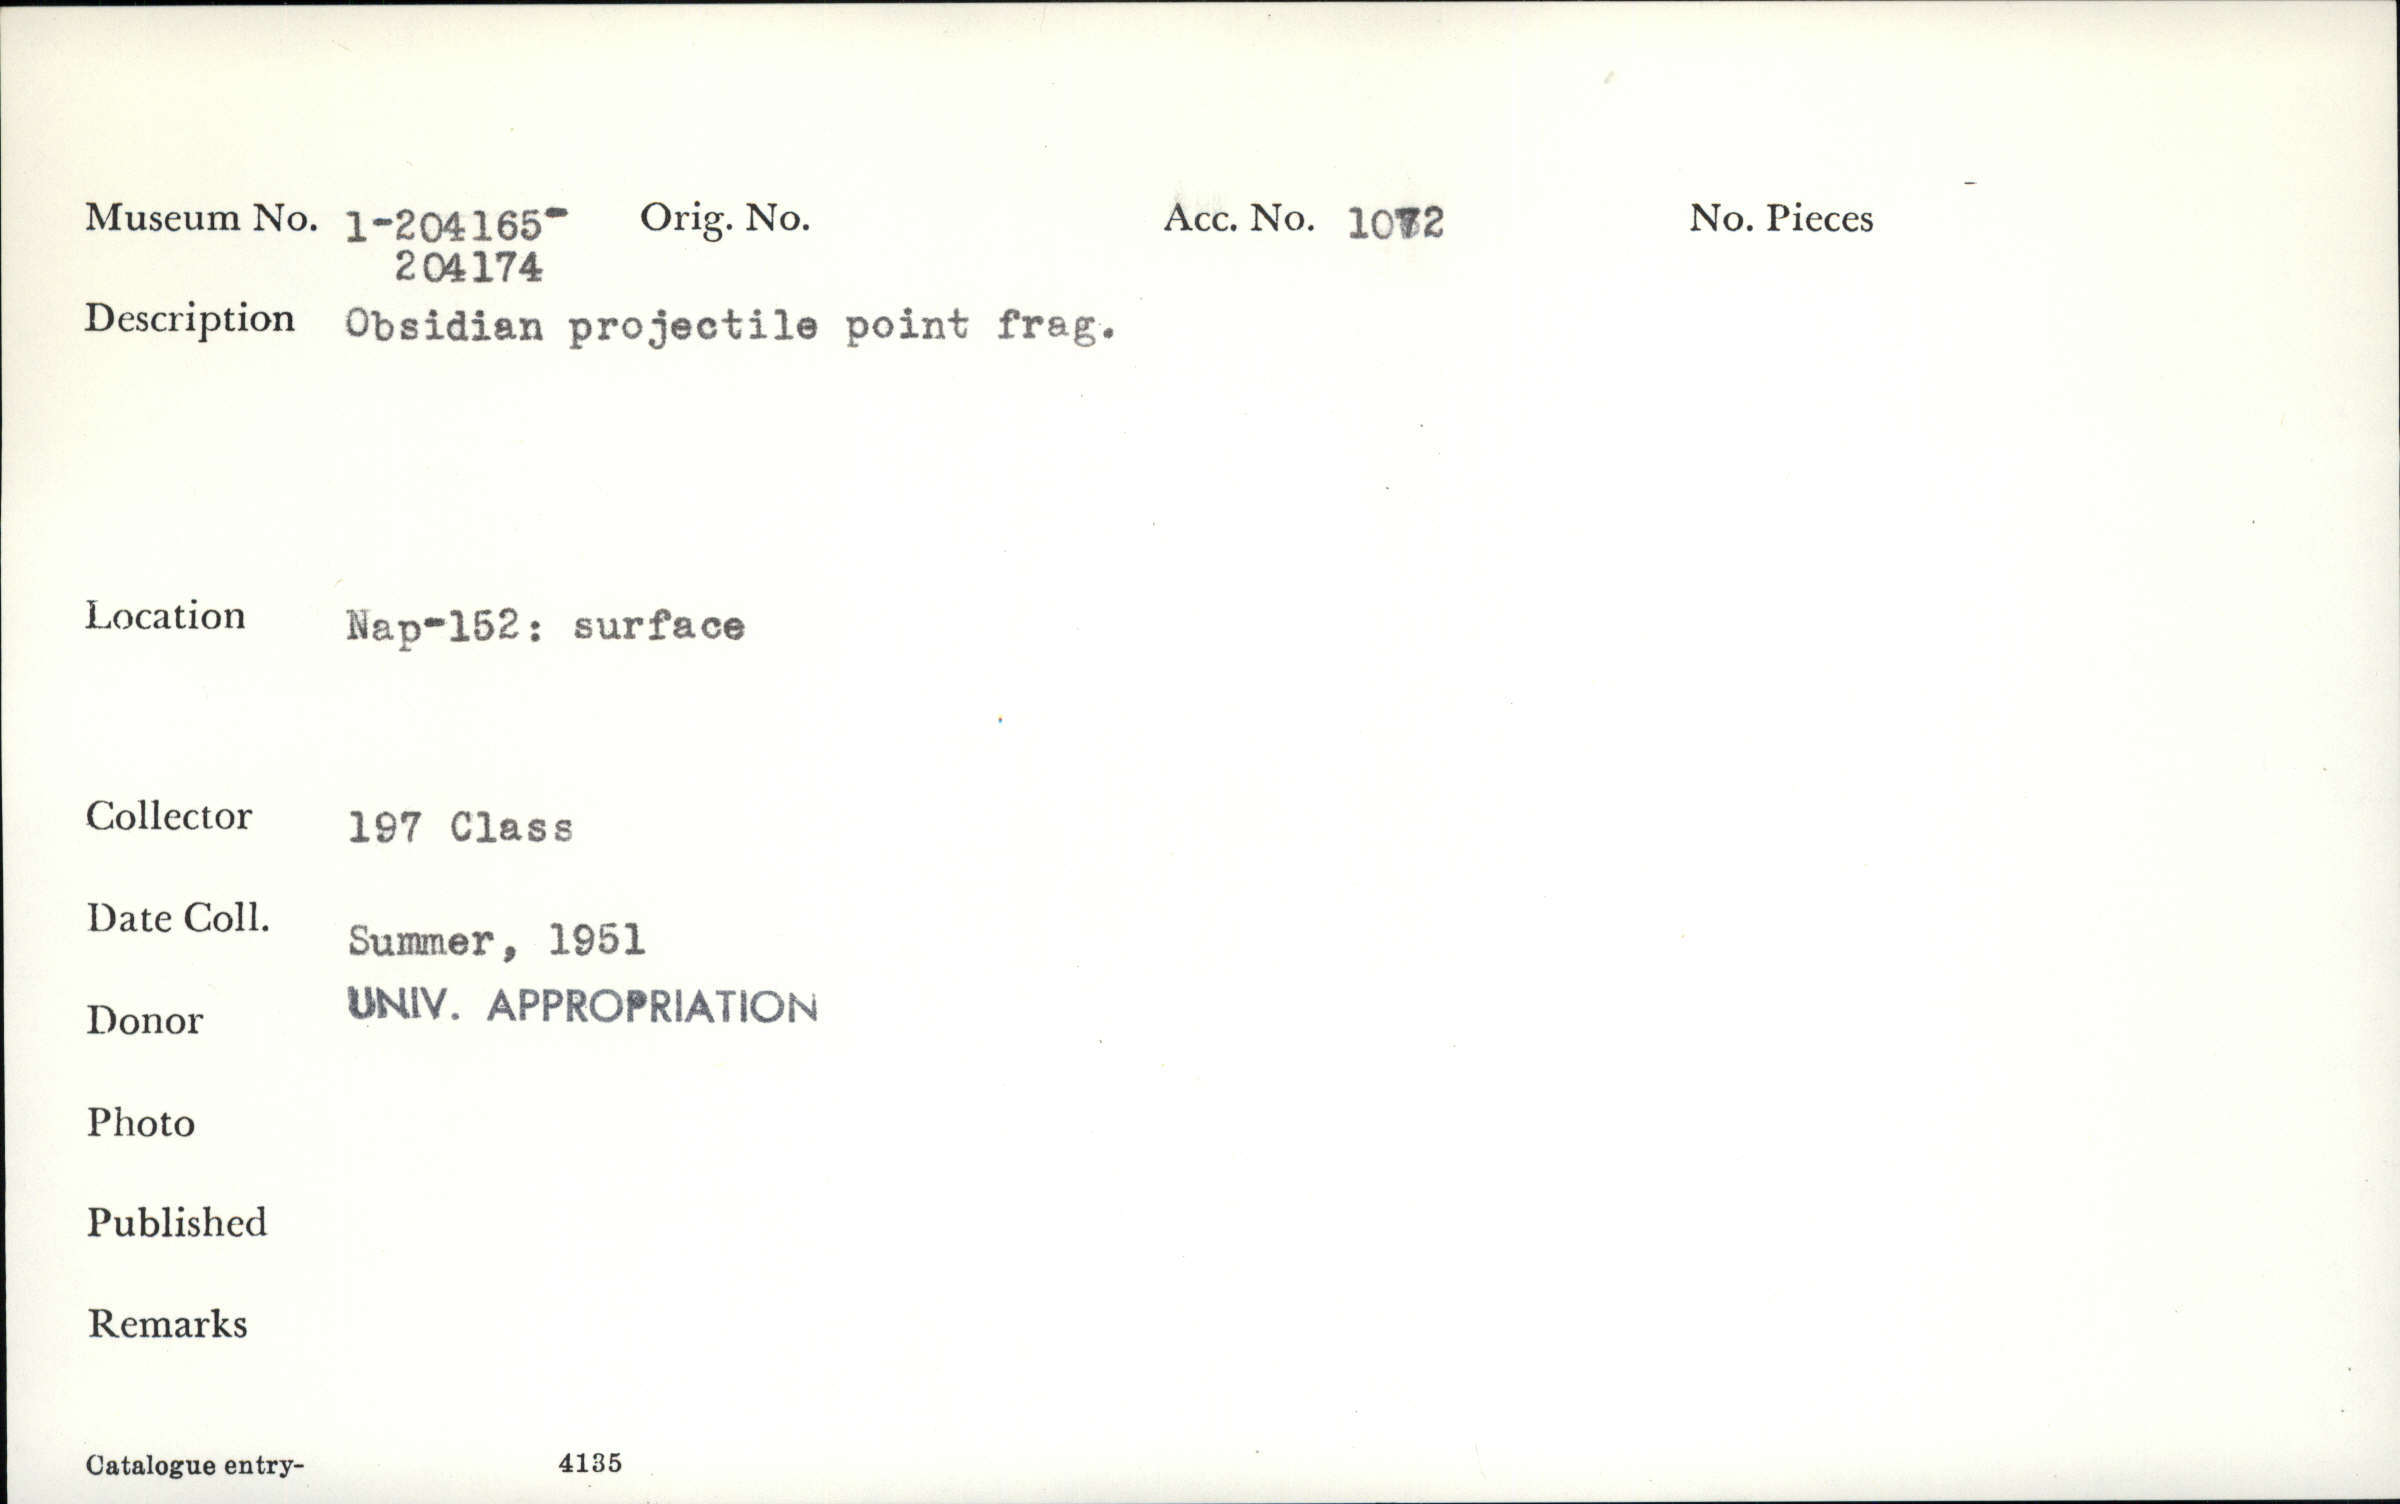 Museum No. 1-204165- Orig. No. Acc. No. 1072 No. Pieces
204174
Description Obsidian projectile point frag.
Location Nap-152: surface
Collector 197 Class
Date Coll. Summer, 1951
Donor UNIV. APPROPRIATION
Photo
Published
Remarks
Catalogue entry- 4135